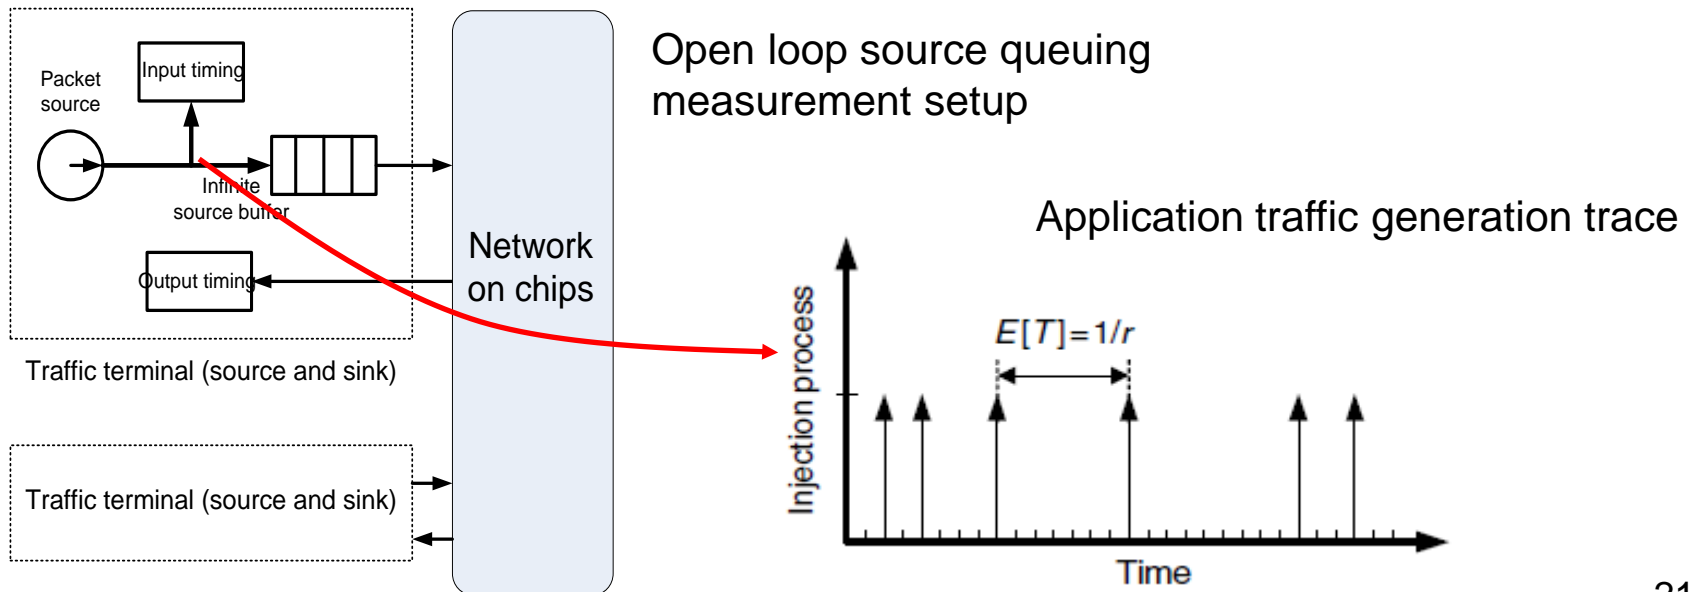 Packet
source
Input timing
Infinite
source buffer
Output timing
Traffic terminal (source and sink)
Traffic terminal (source and sink)
Network
on chips
Open loop source queuing
measurement setup
Application traffic generation trace
Injection process
E[T]=1/r
Time